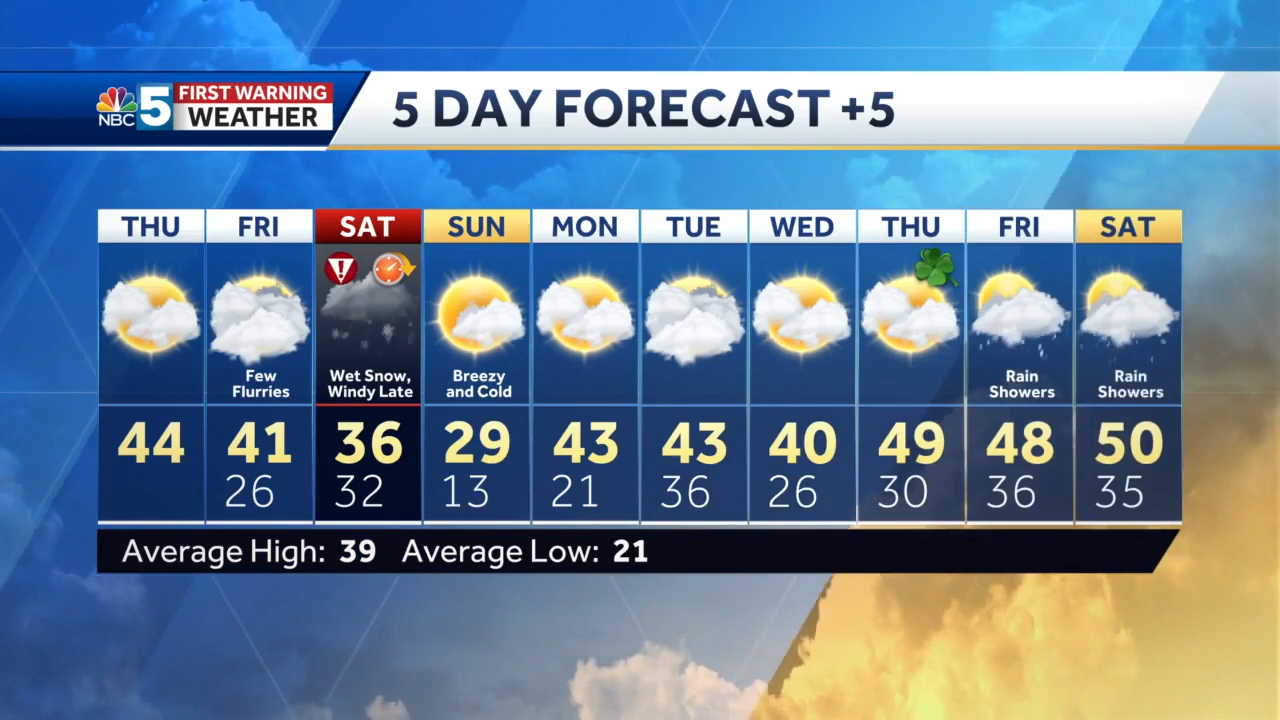 NBC 5 FIRST WARNING
WEATHER
5 DAY FORECAST +5
THU FRI SAT SUN MON TUE WED THU FRI SAT
Few Wet Snow, Breezy Rain Rain
Flurries Windy Late and Cold Showers Showers
44 41 36 29 43 43 40 49 48 50
26 32 13 21 36 26 30 36 35
Average High: 39 Average Low: 21